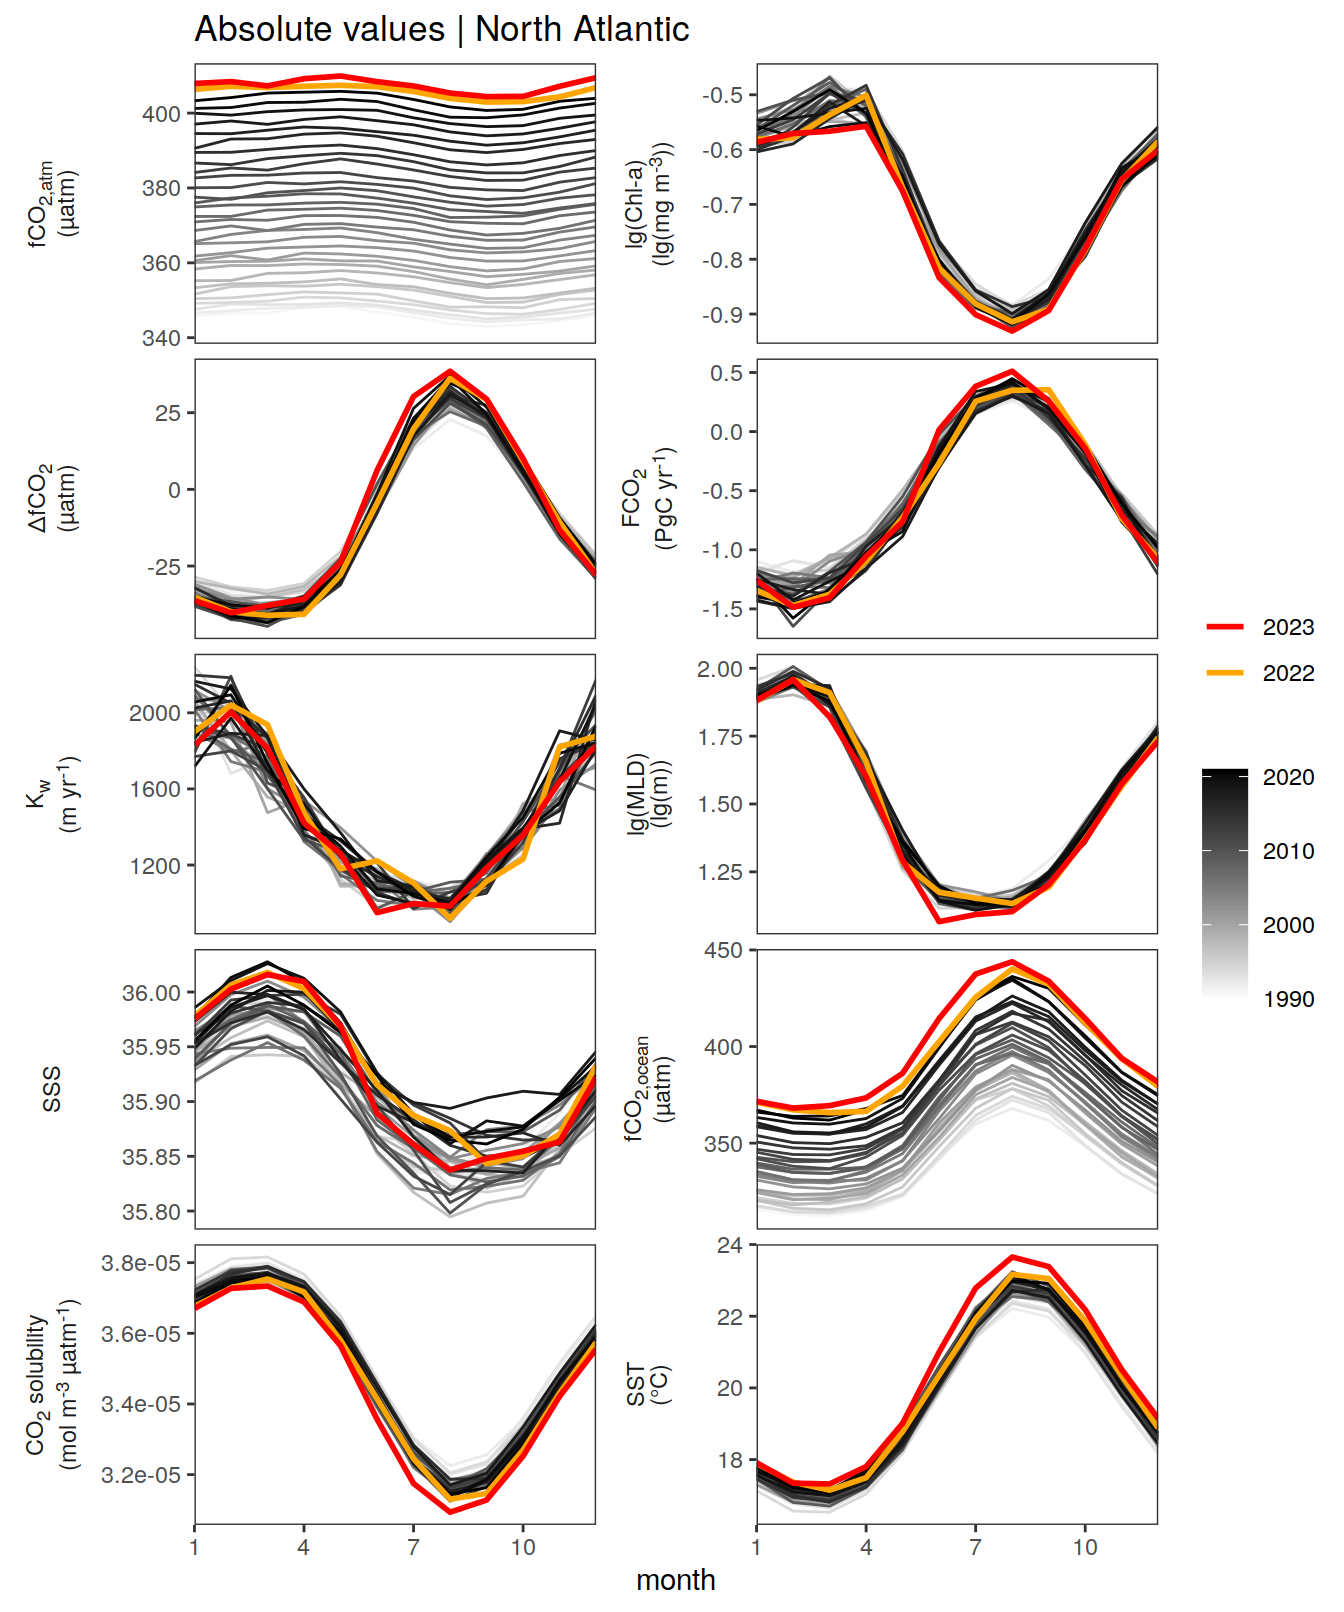 Absolute values | North Atlantic
fCO2,atm
(µatm)
400
380
360
340
lg(Chl-a)
(lg(mg m-3))
-0.5
-0.6
-0.7
-0.8
-0.9
ΔfCO2
(µatm)
25
0
-25
FCO2
(PgC yr-1)
0.5
0.0
-0.5
-1.0
-1.5
Kw
(m yr-1)
2000
1600
1200
lg(MLD)
(lg(m))
2.00
1.75
1.50
1.25
SSS
36.00
35.95
35.90
35.85
35.80
fCO2,ocean
(µatm)
450
400
350
CO2 solubility
(mol m-3 µatm-1)
3.8e-05
3.6e-05
3.4e-05
3.2e-05
SST
(°C)
24
22
20
18
1 4 7 10
1 4 7 10
month
2023
2022
2020
2010
2000
1990